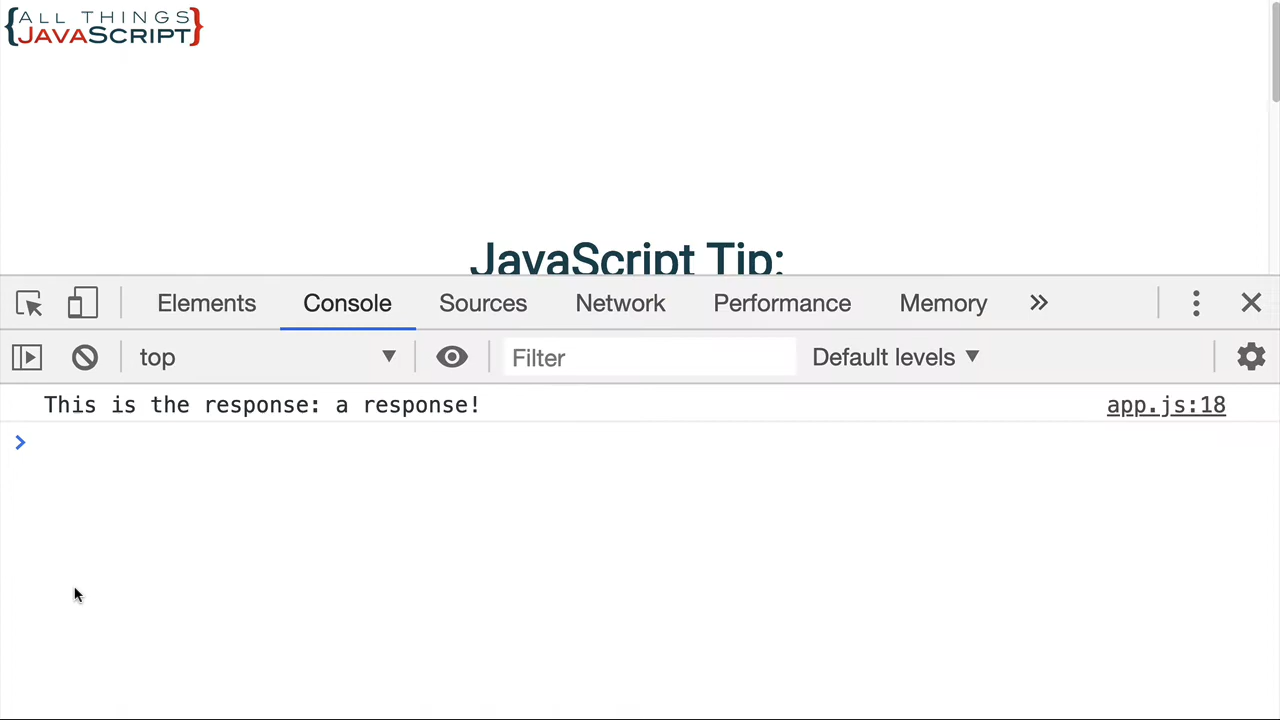 {ALL THINGS
JAVASCRIPT}
JavaScript Tip:
Elements Console Sources Network Performance Memory »
top Filter Default levels
This is the response: a response! app.js:18
>